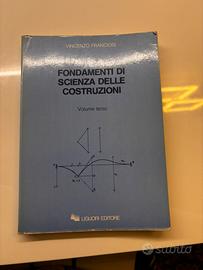 VINCENZO FRANCIOSI
FONDAMENTI DI
SCIENZA DELLE
COSTRUZIONI
Volume terzo
LIGUORI EDITORE
subito